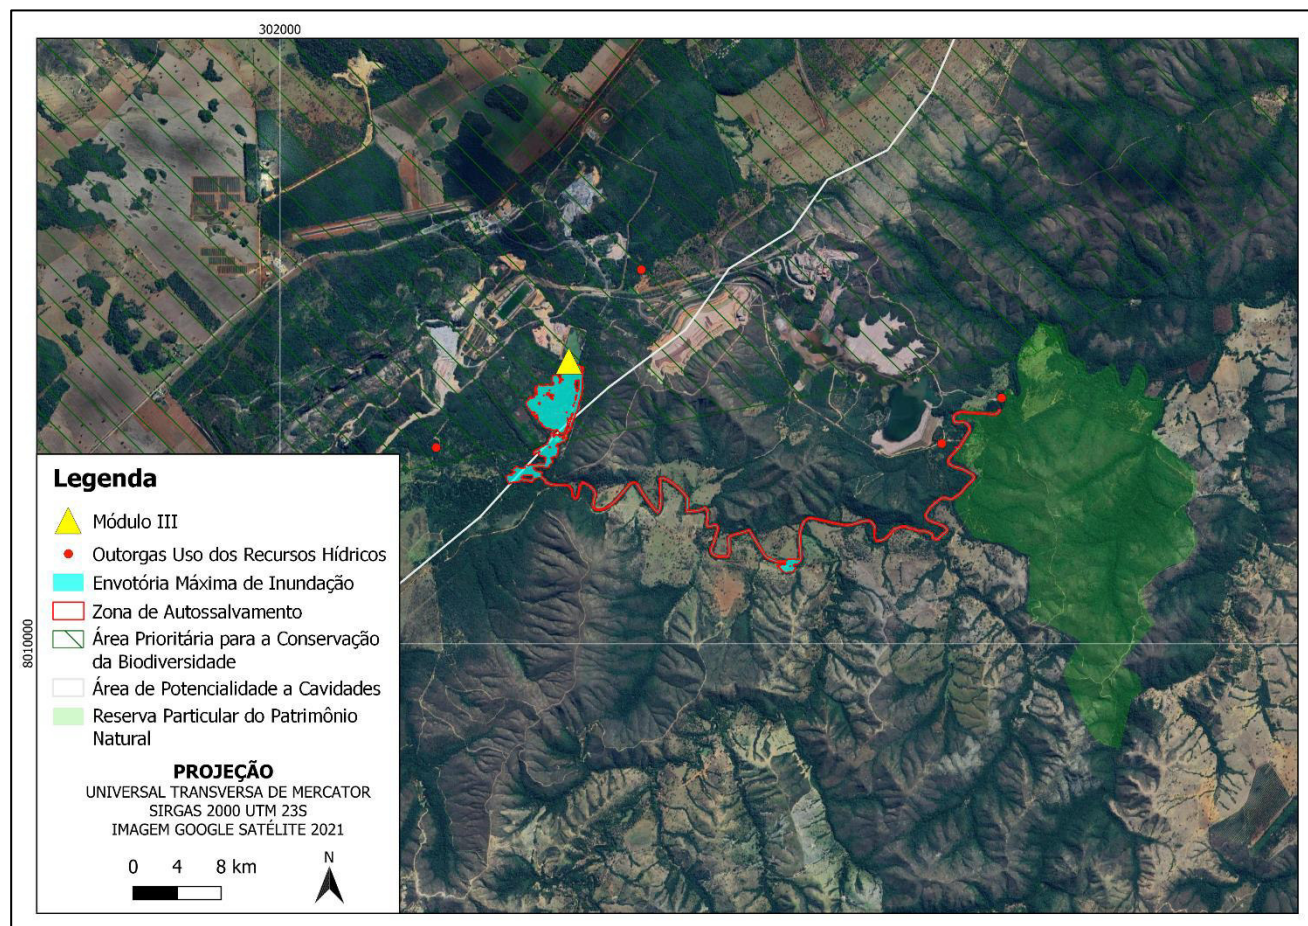 302000
8010000
Legenda
Módulo III
Outorgas Uso dos Recursos Hídricos
Envotória Máxima de Inundação
Zona de Autossalvamento
Área Prioritária para a Conservação
da Biodiversidade
Área de Potencialidade a Cavidades
Reserva Particular do Patrimônio
Natural
PROJEÇÃO
UNIVERSAL TRANSVERSA DE MERCATOR
SIRGAS 2000 UTM 23S
IMAGEM GOOGLE SATÉLITE 2021
0 4 8 km
N